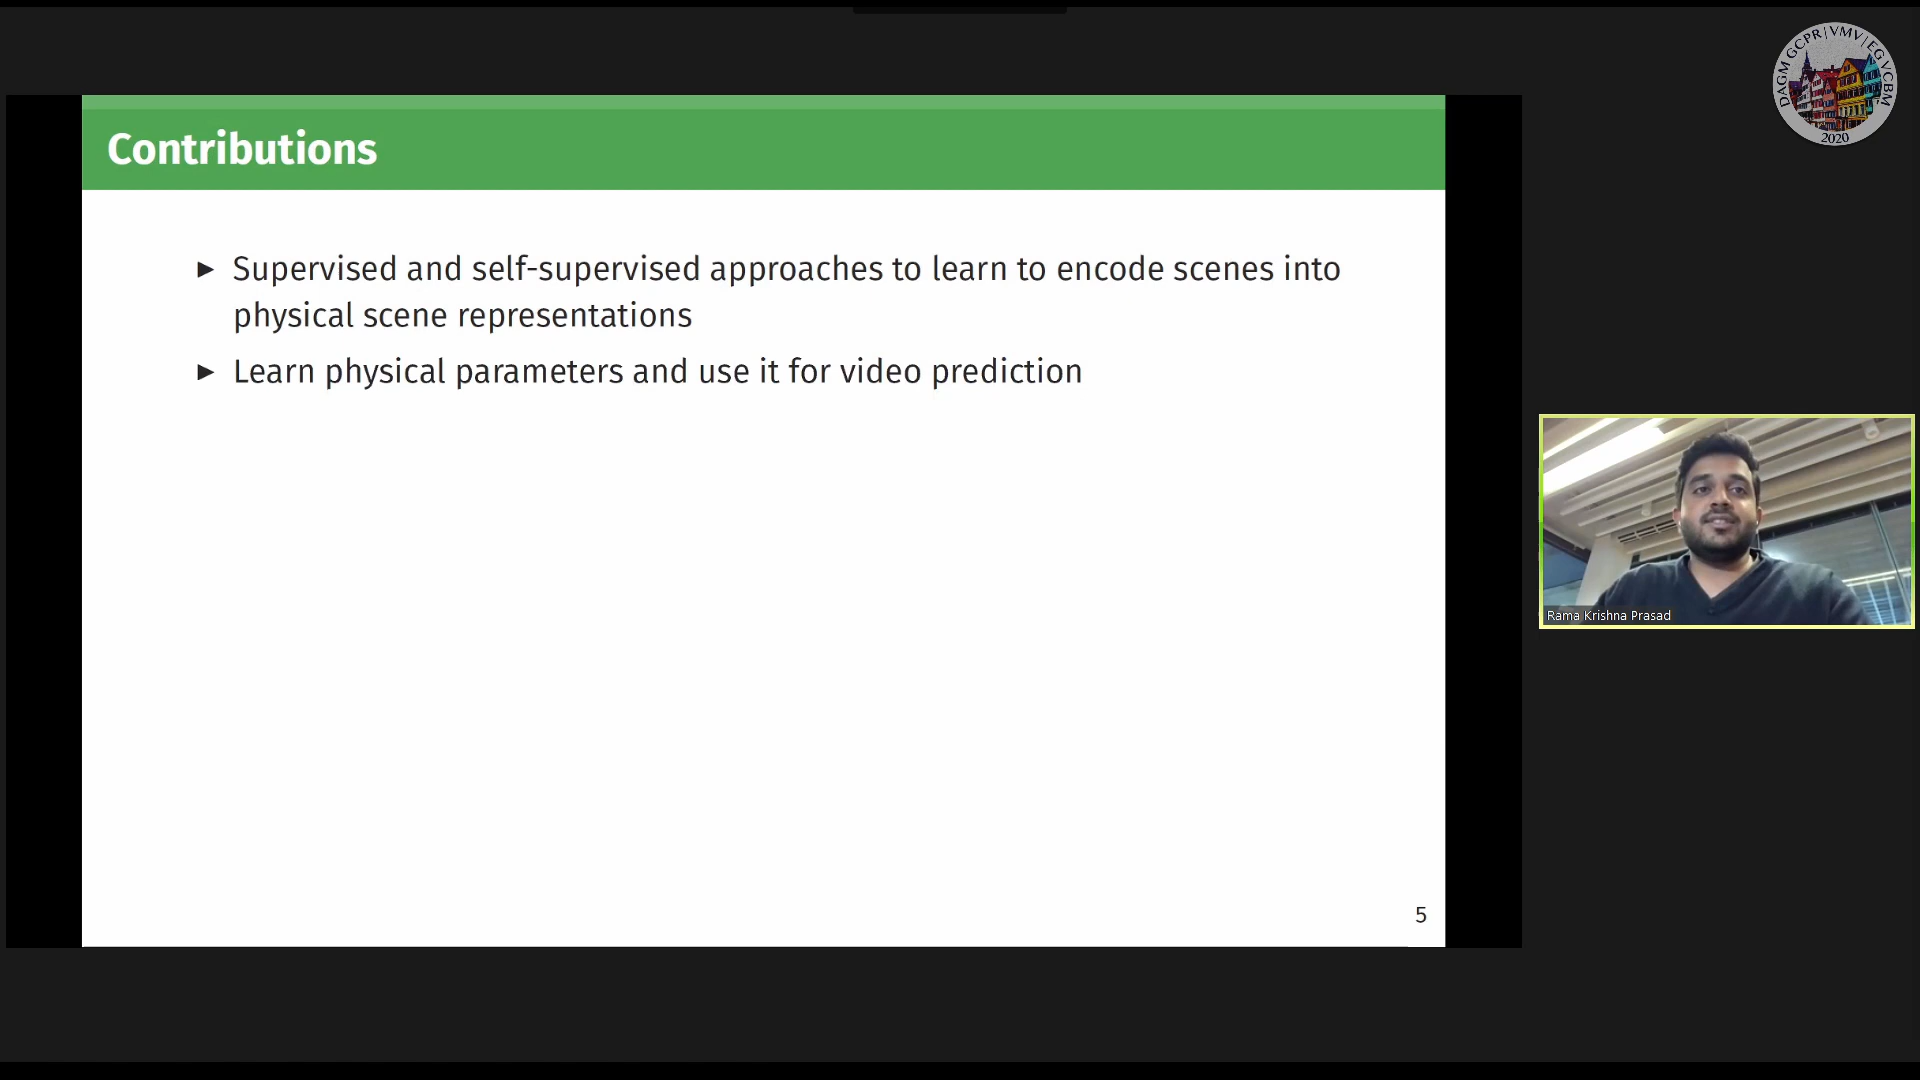 DAGM GCPR|VMV|EG VCBM
2020
Contributions
▶ Supervised and self-supervised approaches to learn to encode scenes into
physical scene representations
▶ Learn physical parameters and use it for video prediction
Rama Krishna Prasad
5